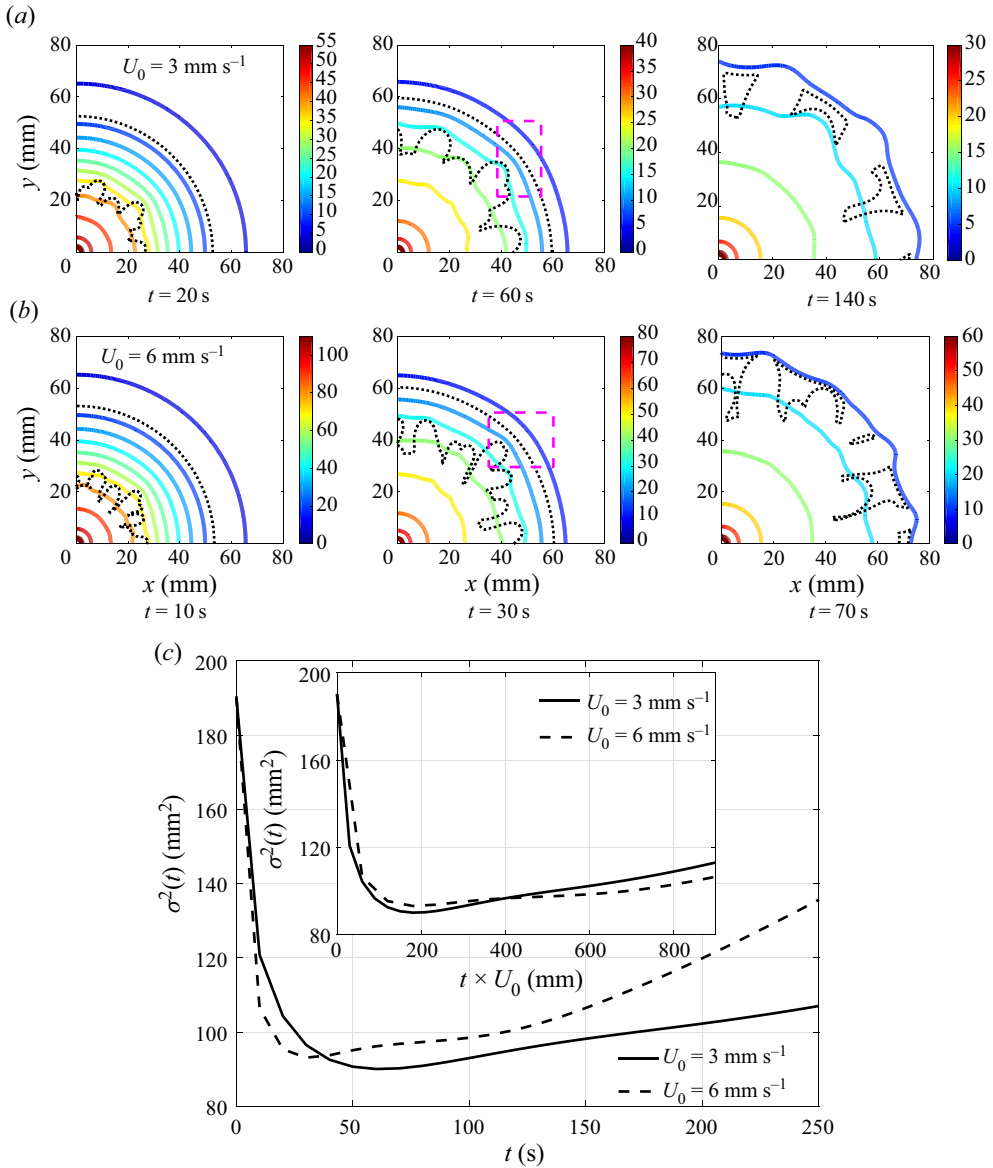 (a)
80 60 40 20 0 y (mm) U0 = 3 mm s–1 0 20 40 60 80 t = 20 s 55 50 45 40 35 30 25 20 15 10 5 0
80 60 40 20 0 20 40 60 80 t = 60 s 40 35 30 25 20 15 10 5 0
80 60 40 20 0 20 40 60 80 t = 140 s 30 25 20 15 10 5 0
(b)
80 60 40 20 0 y (mm) U0 = 6 mm s–1 20 40 60 80 x (mm) t = 10 s 100 80 60 40 20 0
80 60 40 20 0 20 40 60 80 x (mm) t = 30 s 80 70 60 50 40 30 20 10 0
80 60 40 20 0 20 40 60 80 x (mm) t = 70 s 60 50 40 30 20 10 0
(c)
200
180
160
140
120
100
80
σ2(t) (mm2)
0 50 100 150 200 250
t (s)
U0 = 3 mm s–1
U0 = 6 mm s–1
200
160
120
80
σ2(t) (mm2)
0 200 400 600 800
t × U0 (mm)
U0 = 3 mm s–1
U0 = 6 mm s–1